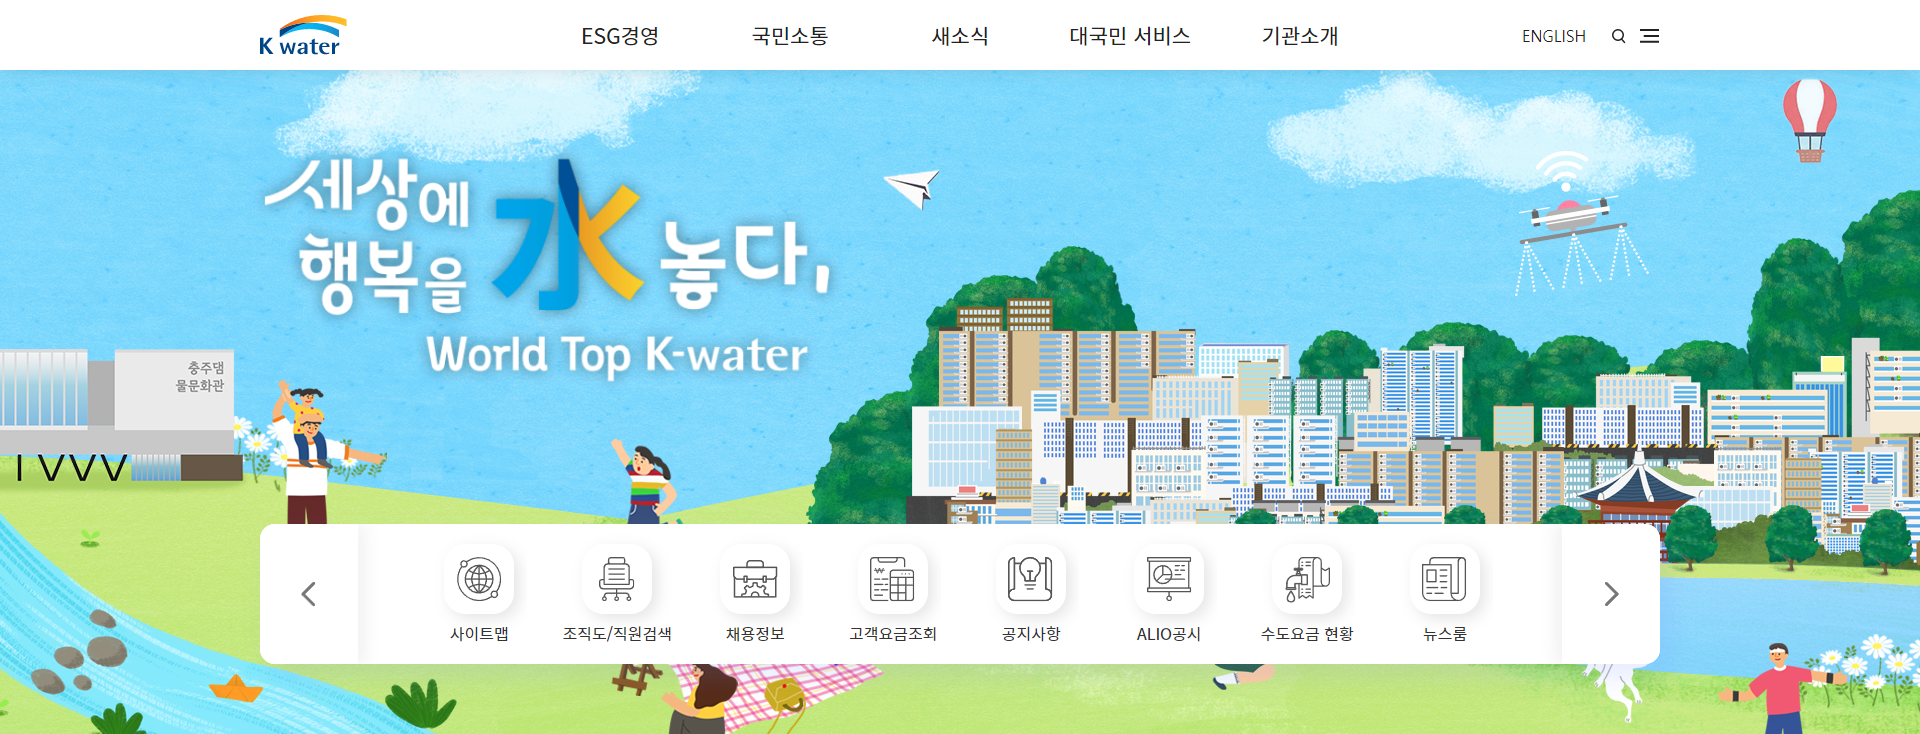 K water
ESG경영
국민소통
새소식
대국민 서비스
기관소개
ENGLISH
세상에
행복을 水 놓다,
World Top K-water
충주댐
물문화관
사이트맵
조직도/직원검색
채용정보
고객요금조회
공지사항
ALIO공시
수도요금 현황
뉴스룸